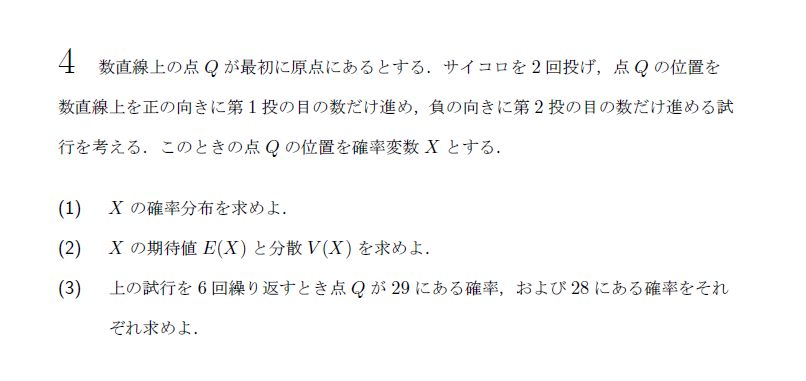 4 数直線上の点 Q が最初に原点にあるとする．サイコロを 2 回投げ，点 Q の位置を
数直線上を正の向きに第 1 投の目の数だけ進め，負の向きに第 2 投の目の数だけ進める試
行を考える．このときの点 Q の位置を確率変数 X とする．
(1) X の確率分布を求めよ．
(2) X の期待値 E(X) と分散 V(X) を求めよ．
(3) 上の試行を 6 回繰り返すとき点 Q が 29 にある確率，および 28 にある確率をそれ
ぞれ求めよ．